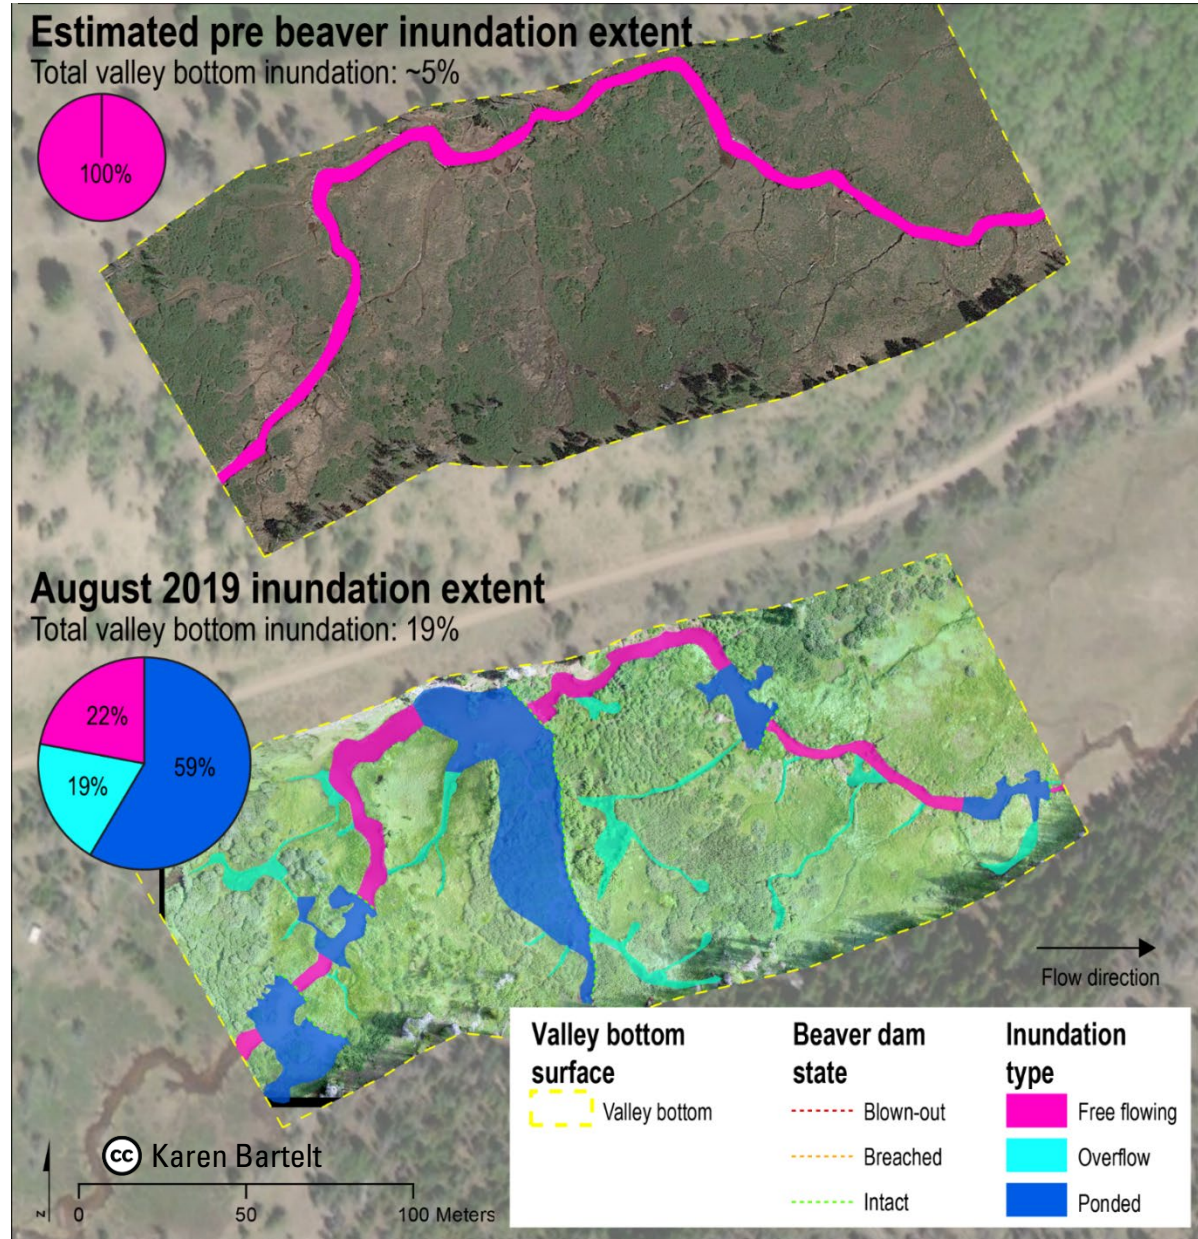 Estimated pre beaver inundation extent
Total valley bottom inundation: ~5%
100%
August 2019 inundation extent
Total valley bottom inundation: 19%
22%
19%
59%
Flow direction
Valley bottom
surface
Valley bottom
Beaver dam
state
Blown-out
Breached
Intact
Inundation
type
Free flowing
Overflow
Ponded
cc Karen Bartelt
N
0 50 100 Meters